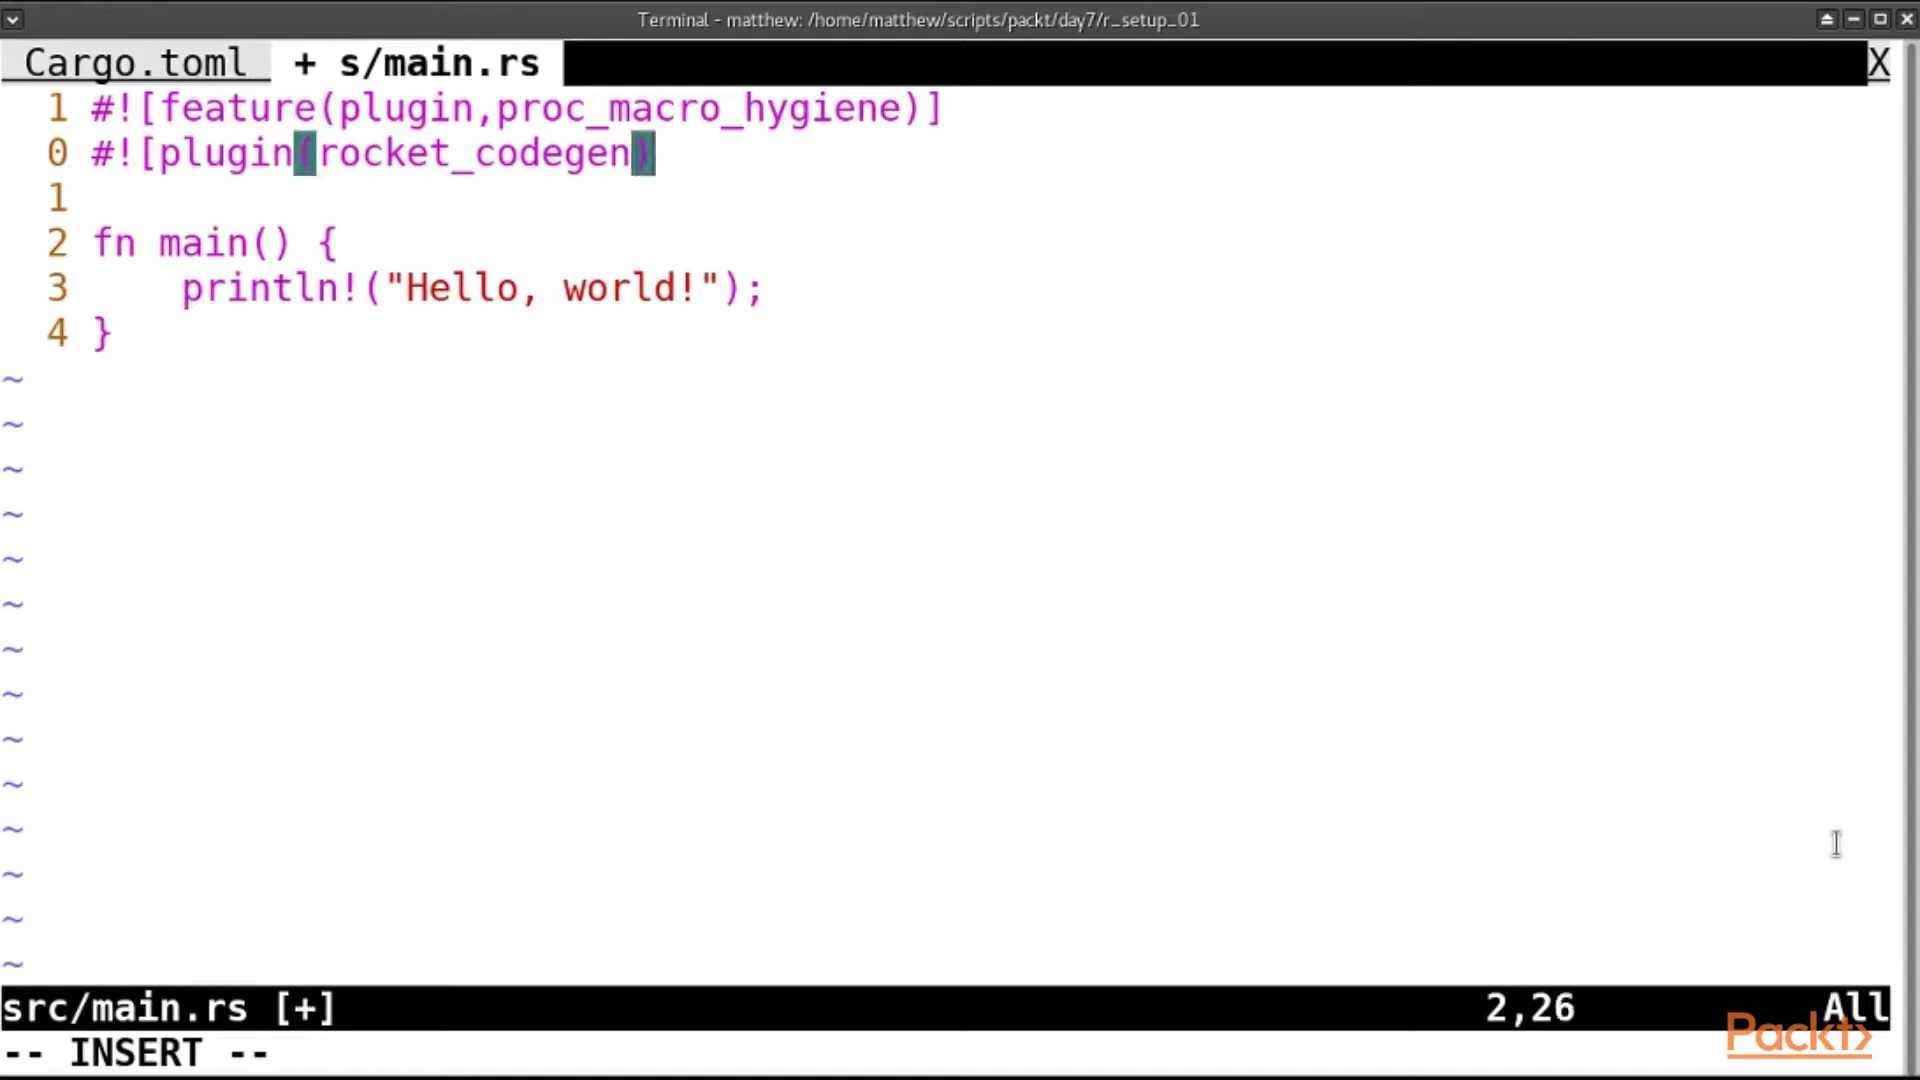 Terminal - matthew: /home/matthew/scripts/packt/day7/r_setup_01
Cargo.toml + s/main.rs X
1 #![feature(plugin,proc_macro_hygiene)]
0 #![plugin(rocket_codegen)
1
2 fn main() {
3     println!("Hello, world!");
4 }
~
~
~
~
~
~
~
~
~
~
~
~
~
~
src/main.rs [+] 2,26 All
-- INSERT --
Packt>